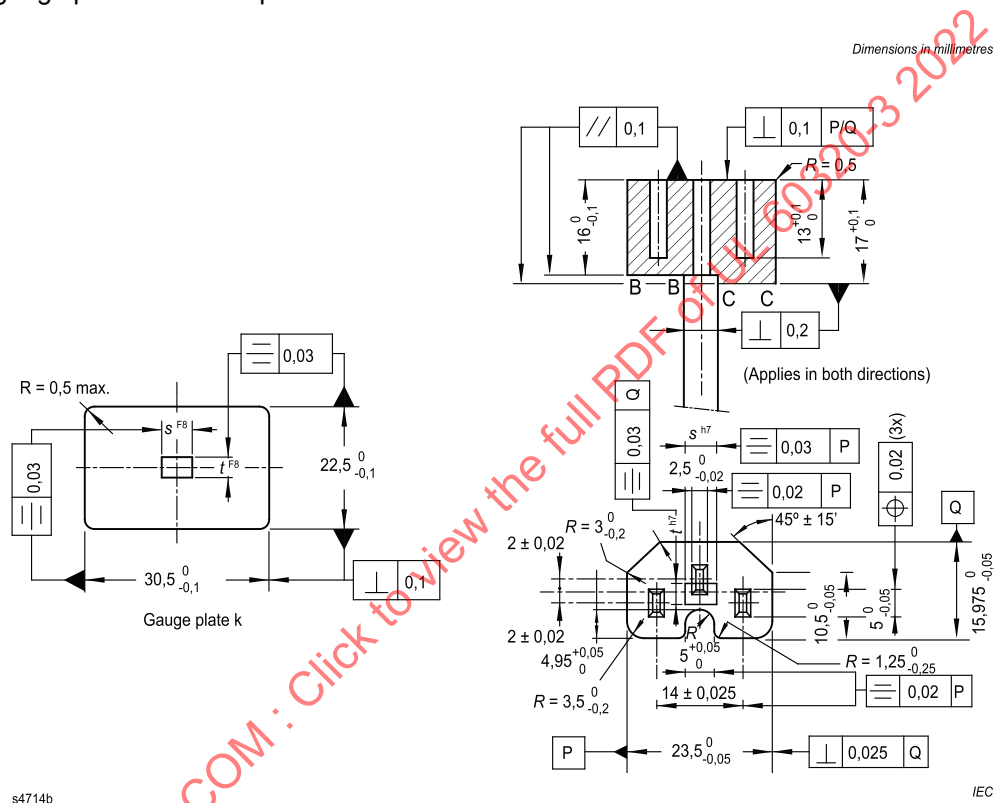 Dimensions in millimetres
// 0,1
⊥ 0,1 P/Q
R = 0,5
16 0 -0,1
13 +0,1 0
17 +0,1 0
B B C C
⊥ 0,2
(Applies in both directions)
⌯ 0,03
R = 0,5 max.
s F8
t F8
⌯ 0,03
22,5 0 -0,1
30,5 0 -0,1
⊥ 0,1
Gauge plate k
⌯ 0,03 Q
s h7
⌯ 0,03 P
2,5 0 -0,02
⌯ 0,02 P
t h7
⌖ 0,02 (3x)
Q
45º ± 15'
R = 3 0 -0,2
2 ± 0,02
2 ± 0,02
4,95 +0,05 0
R
5 +0,05 0
10,5 0 -0,05
5 0 -0,05
15,975 0 -0,05
R = 1,25 0 -0,25
R = 3,5 0 -0,2
14 ± 0,025
⌯ 0,02 P
P
23,5 0 -0,05
⊥ 0,025 Q
s4714b
IEC
COM : Click to view the full PDF of UL 60320-3 2022